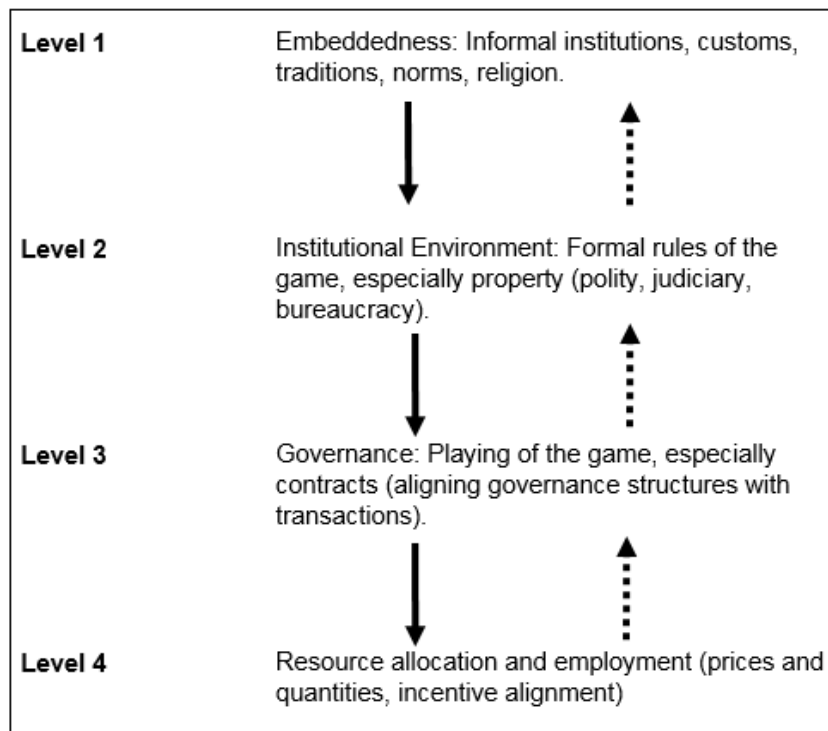 Level 1
Embeddedness: Informal institutions, customs,
traditions, norms, religion.
Level 2
Institutional Environment: Formal rules of the
game, especially property (polity, judiciary,
bureaucracy).
Level 3
Governance: Playing of the game, especially
contracts (aligning governance structures with
transactions).
Level 4
Resource allocation and employment (prices and
quantities, incentive alignment)